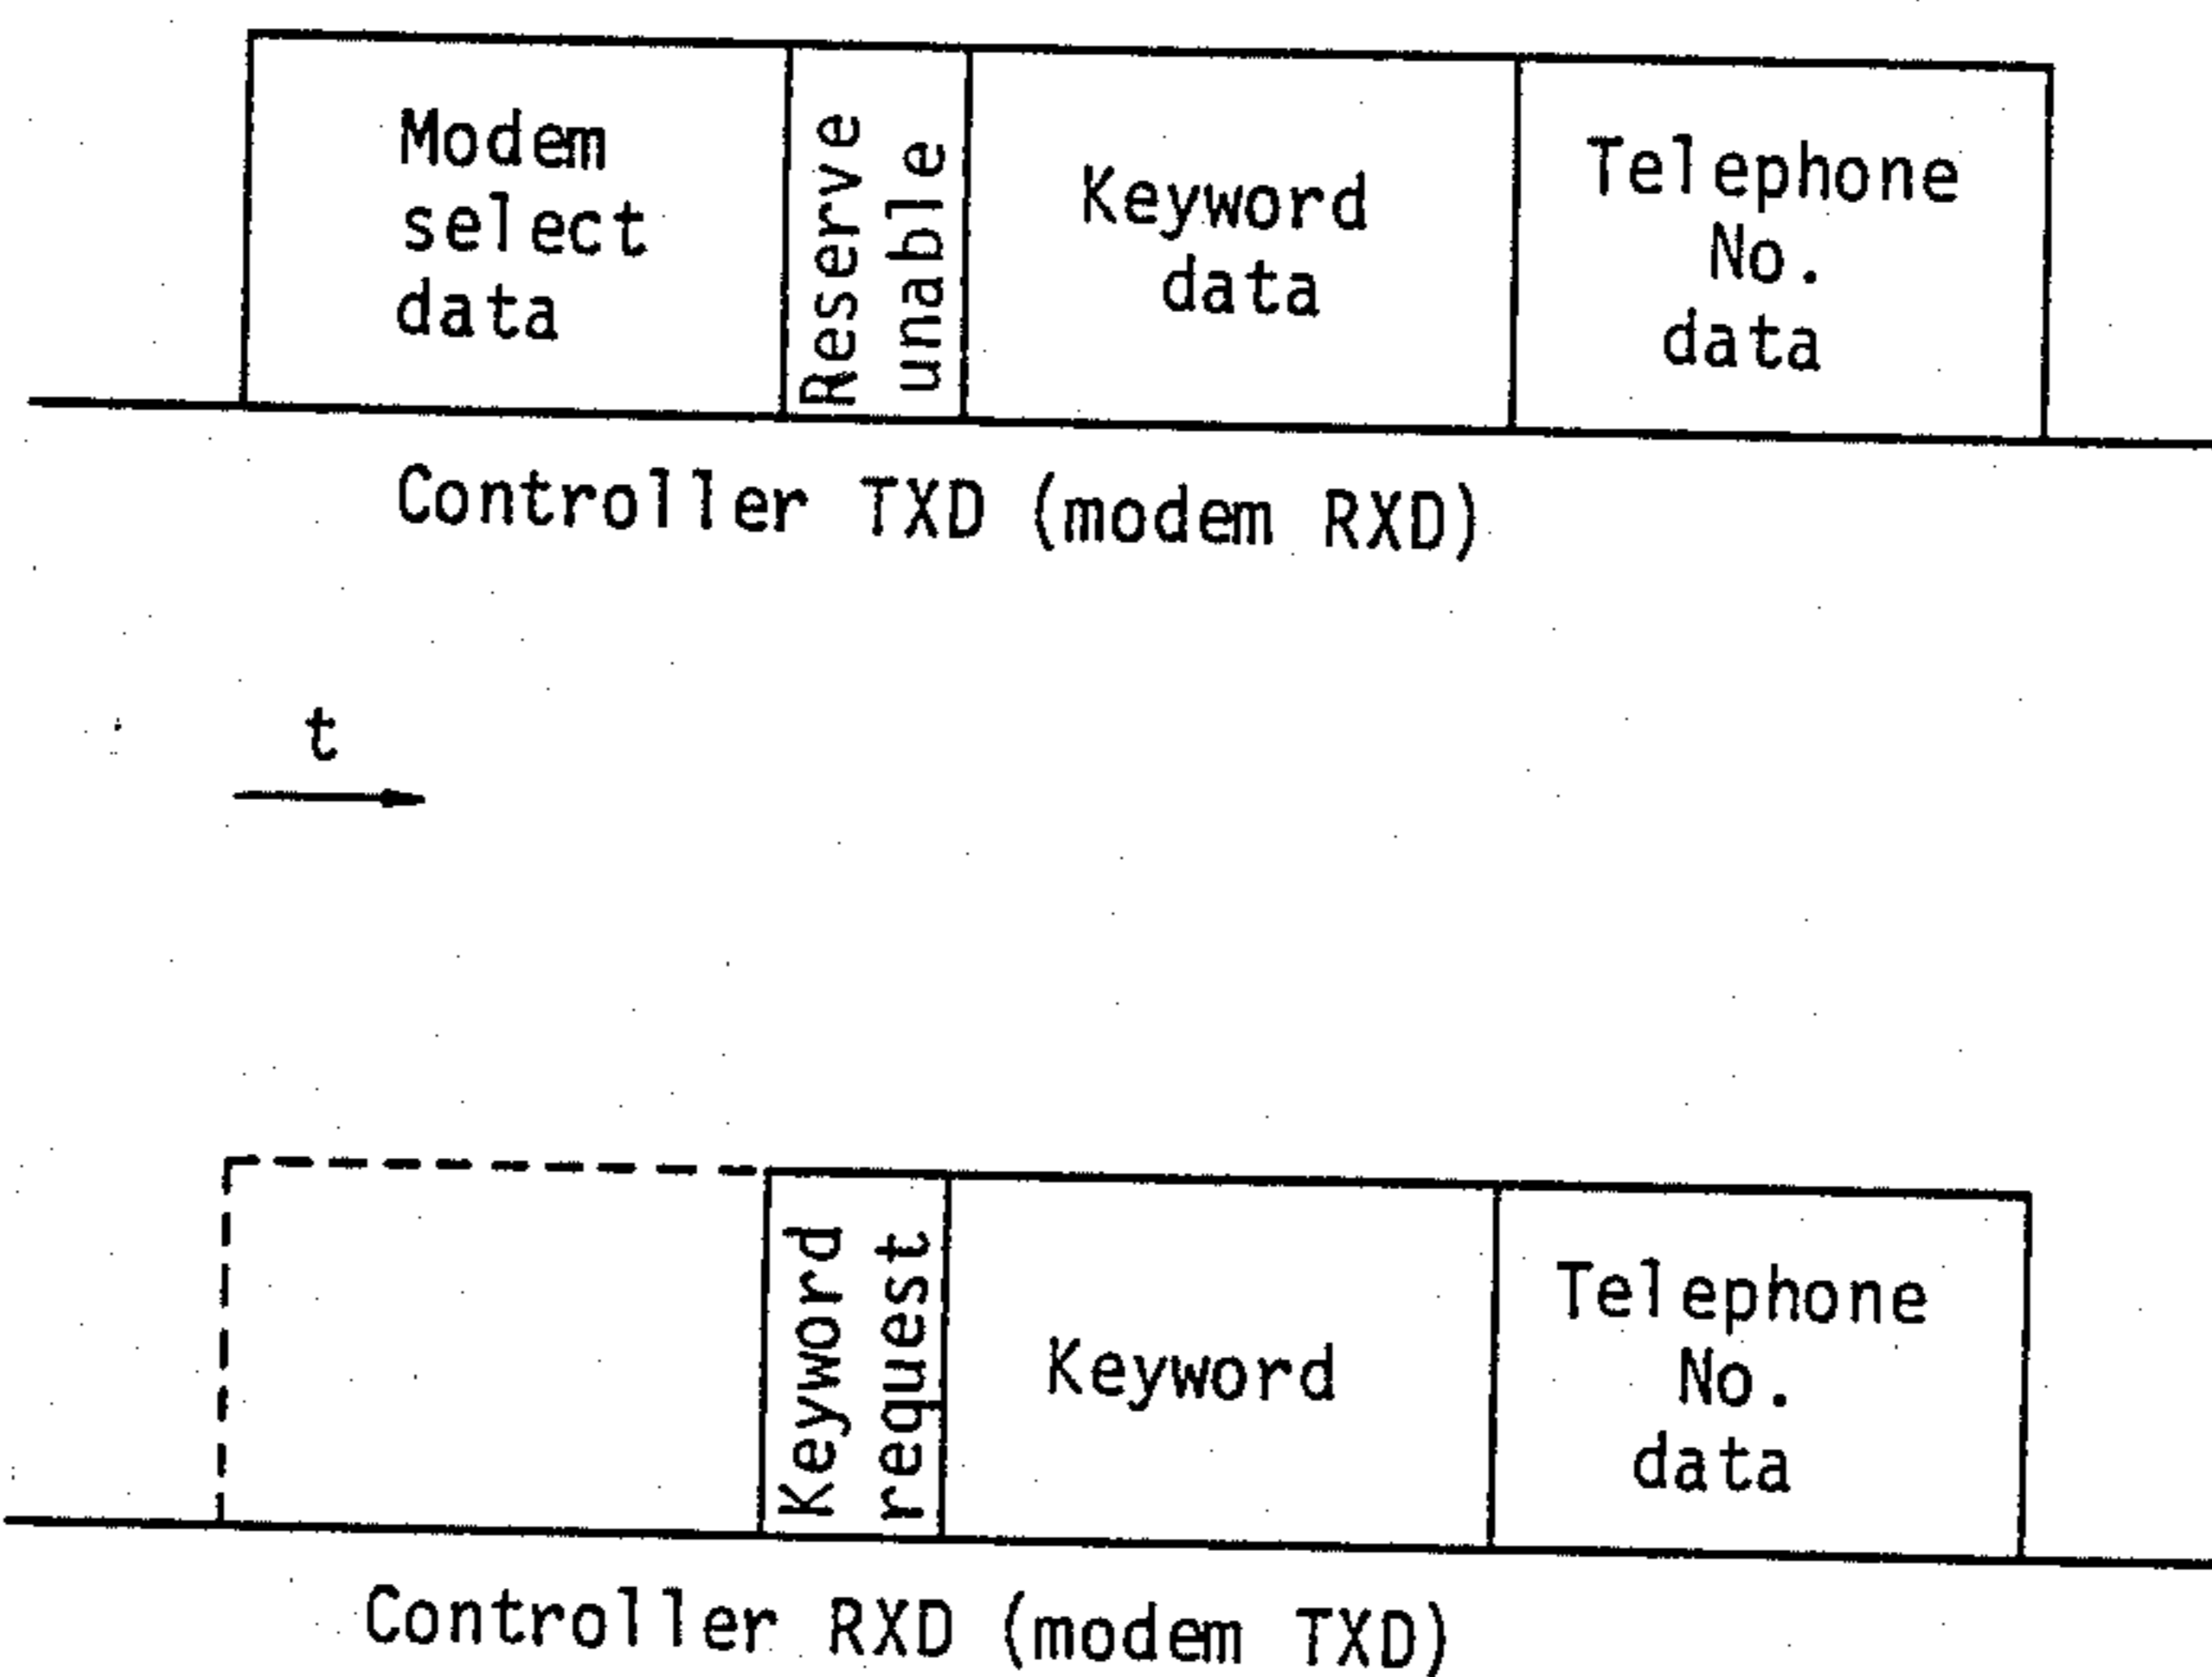 Modem
select
data
Reserve
unable
Keyword
data
Telephone
No.
data
Controller TXD (modem RXD)
t
Keyword
request
Keyword
Telephone
No.
data
Controller RXD (modem TXD)